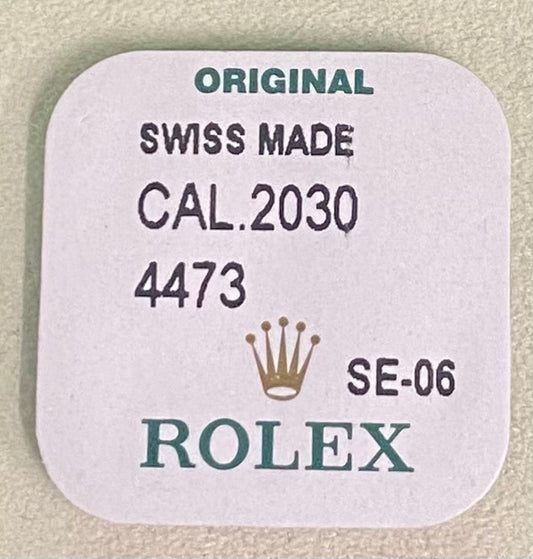 ORIGINAL
SWISS MADE
CAL.2030
4473
SE-06
ROLEX